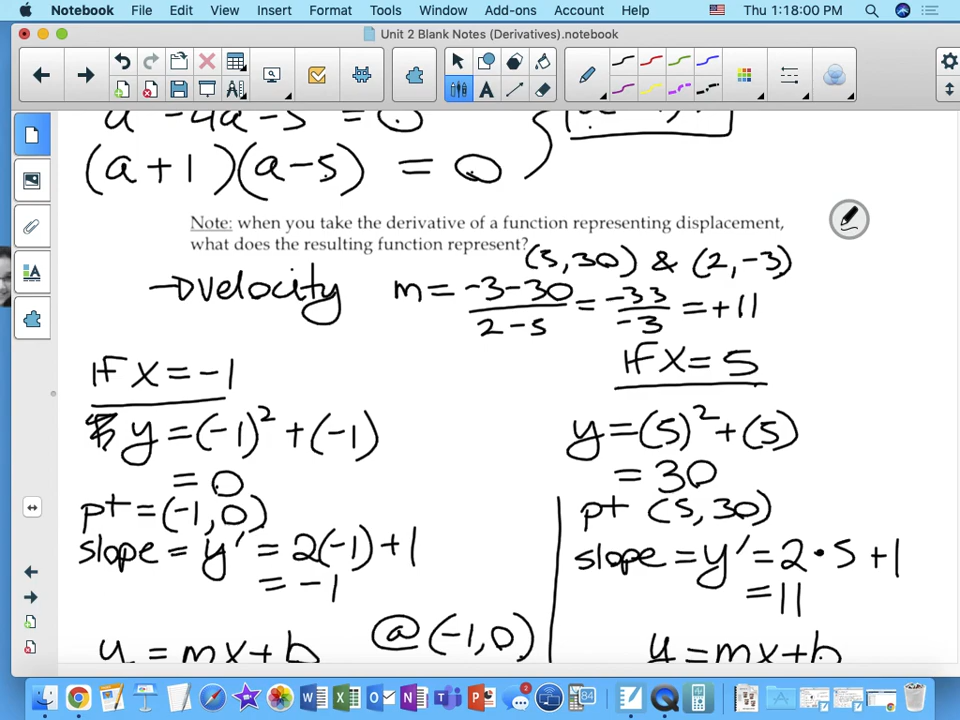 Notebook File Edit View Insert Format Tools Window Add-ons Account Help Thu 1:18:00 PM
Unit 2 Blank Notes (Derivatives).notebook
(a+1)(a-5) = 0
Note: when you take the derivative of a function representing displacement,
what does the resulting function represent?
(5,30) & (2,-3)
→velocity
m = -3-30/2-5 = -33/-3 = +11
If x = -1
y = (-1)² + (-1)
= 0
pt = (-1,0)
slope = y' = 2(-1)+1
= -1
@(-1,0)
y = mx+b
If x = 5
y = (5)² + (5)
= 30
pt (5,30)
slope = y' = 2•5 +1
= 11
y = mx+b